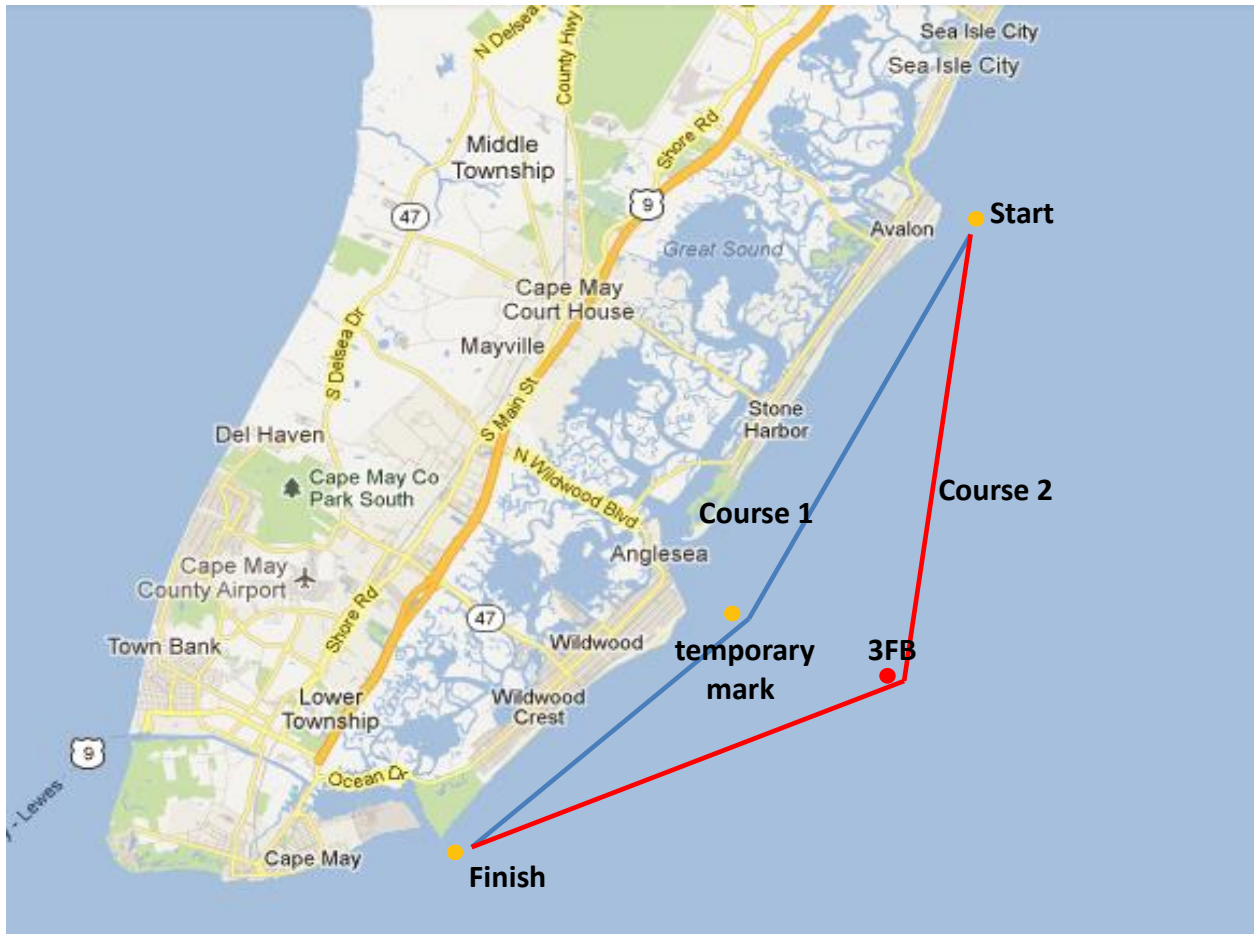 Sea Isle City
Sea Isle City
N Delsea
County Hwy
Shore Rd
Middle
Township
9
47
Start
Avalon
Great Sound
Cape May
Court House
S Delsea Dr
Mayville
S Main St
Stone
Harbor
Del Haven
N Wildwood Blvd
Cape May Co
Park South
Course 2
Course 1
Anglesea
Cape May
County Airport
Shore Rd
47
Town Bank
Wildwood
temporary
mark
3FB
Lower
Township
Wildwood
Crest
9
Ocean Dr
- Lewes
Cape May
Finish